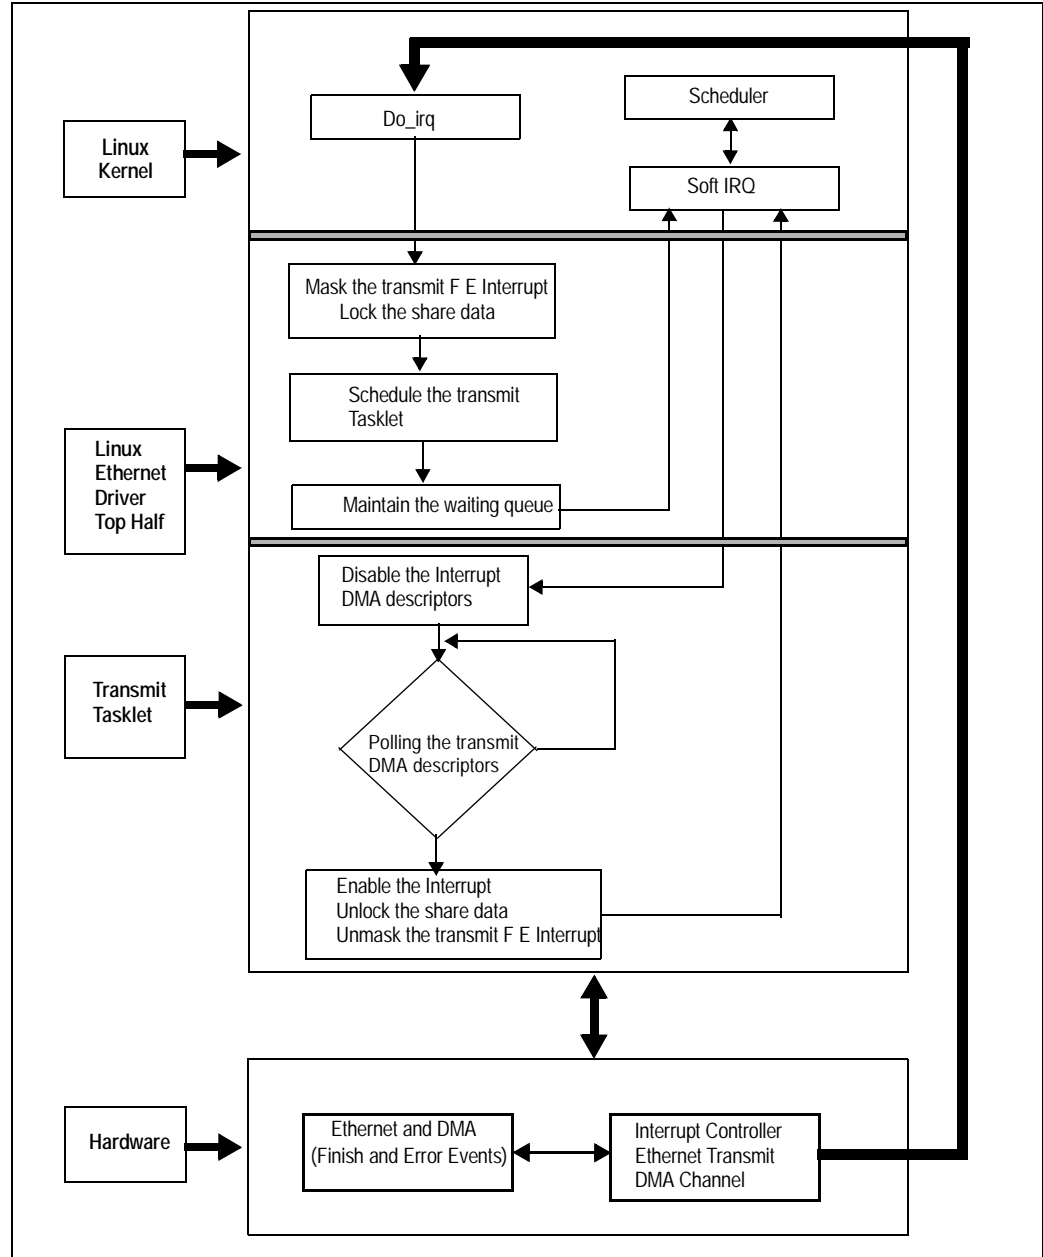 Do_irq
Scheduler
Linux
Kernel
Soft IRQ
Mask the transmit F E Interrupt
Lock the share data
Schedule the transmit
Tasklet
Linux
Ethernet
Driver
Top Half
Maintain the waiting queue
Disable the Interrupt
DMA descriptors
Transmit
Tasklet
Polling the transmit
DMA descriptors
Enable the Interrupt
Unlock the share data
Unmask the transmit F E Interrupt
Hardware
Ethernet and DMA
(Finish and Error Events)
Interrupt Controller
Ethernet Transmit
DMA Channel